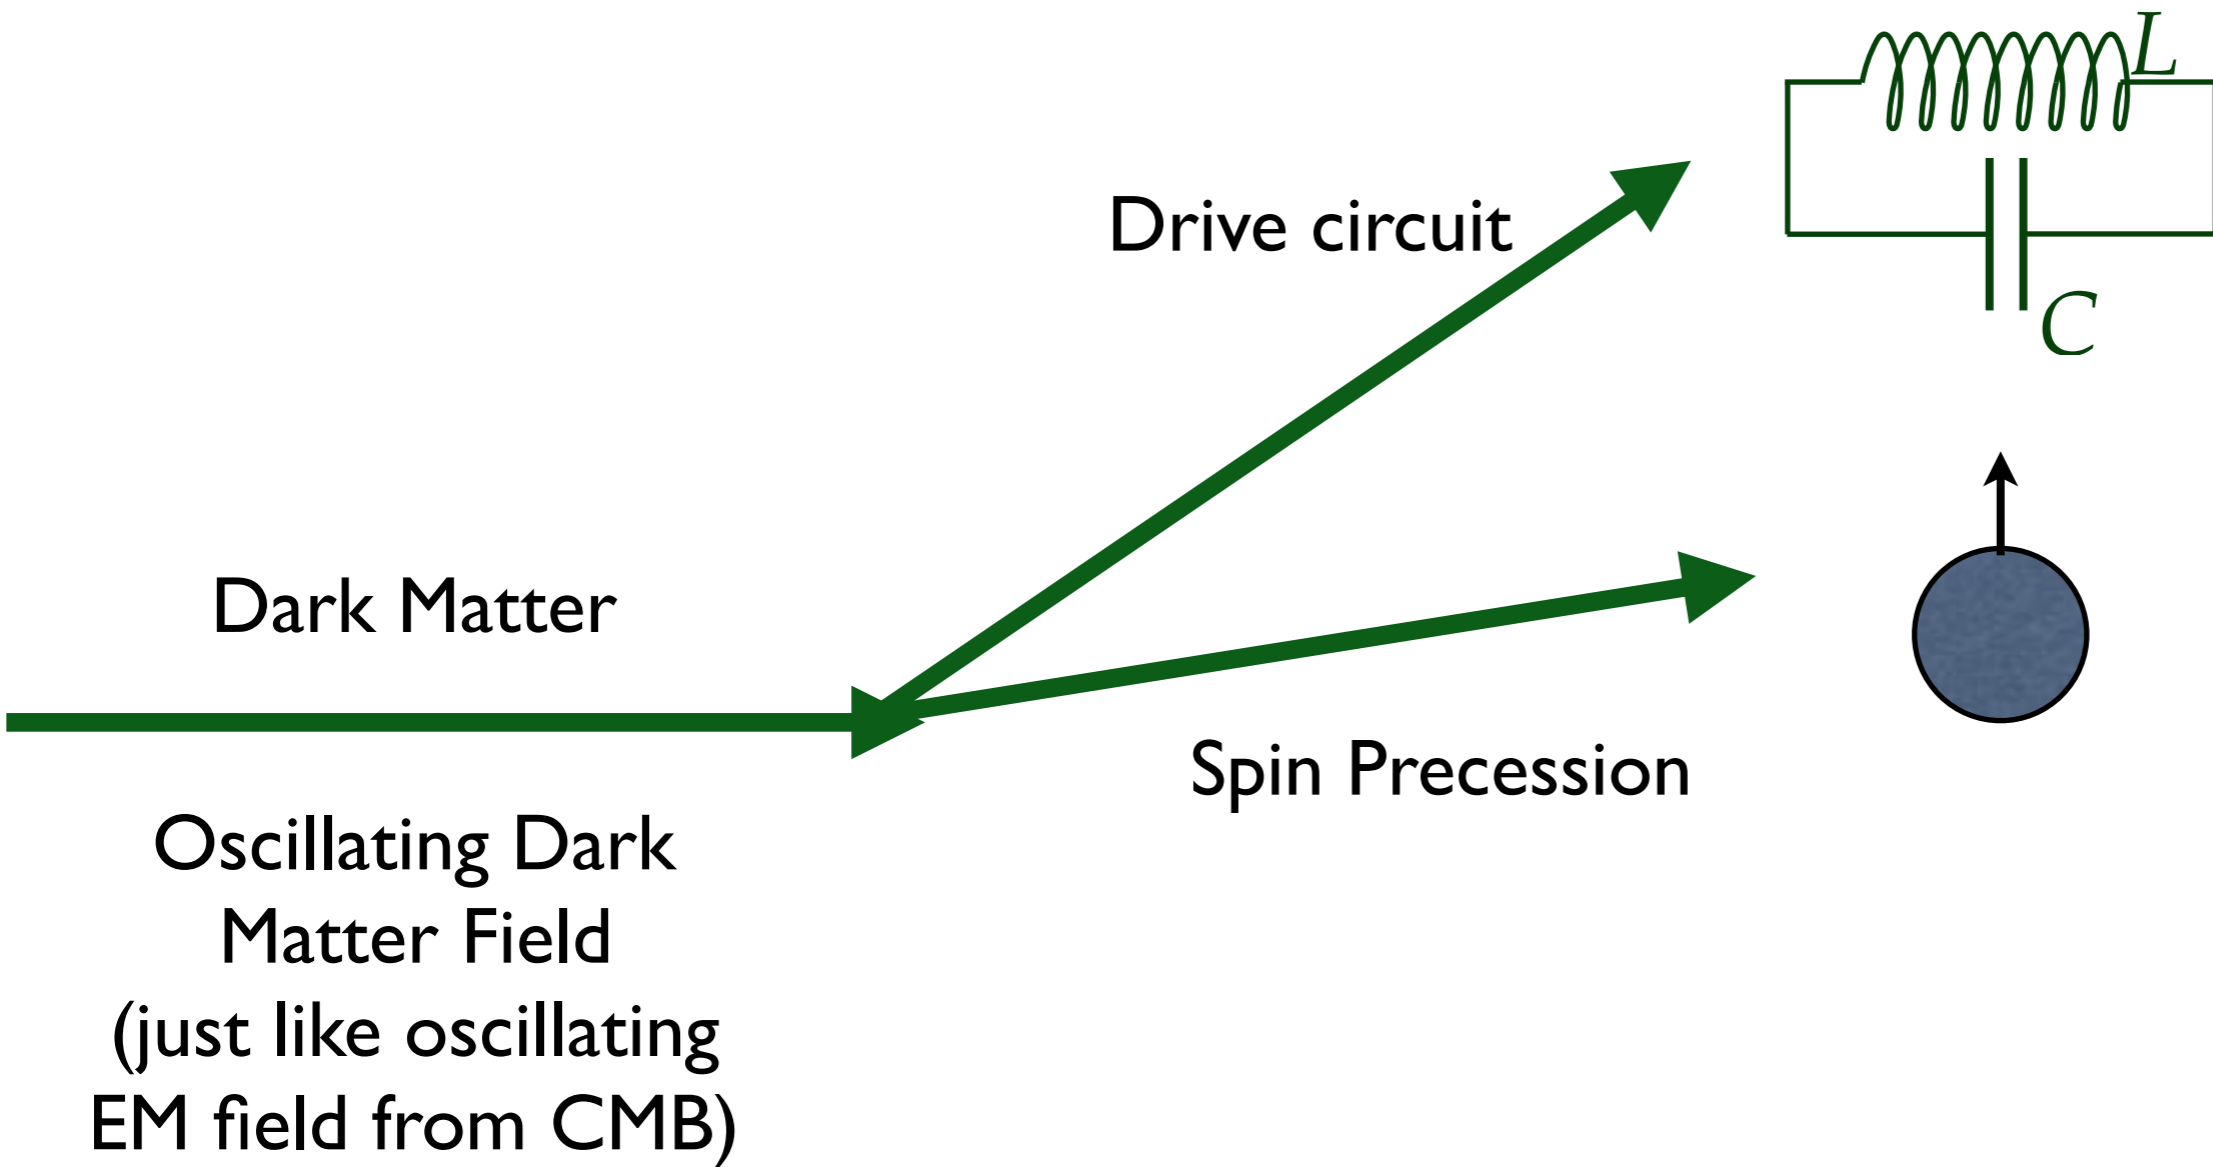 L
Drive circuit
C
Dark Matter
Spin Precession
Oscillating Dark
Matter Field
(just like oscillating
EM field from CMB)